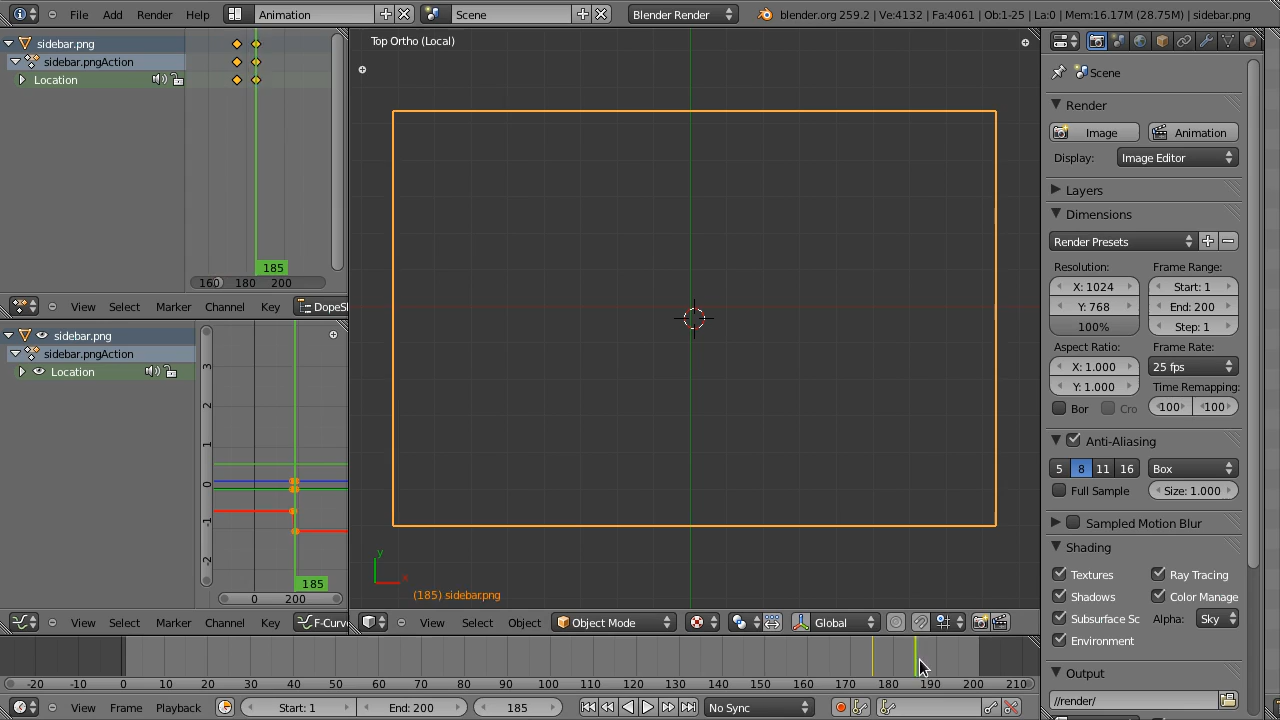 File Add Render Help Animation Scene Blender Render blender.org 259.2 | Ve:4132 | Fa:4061 | Ob:1-25 | La:0 | Mem:16.17M (28.75M) | sidebar.png
sidebar.png
sidebar.pngAction
Location
185
160 180 200
View Select Marker Channel Key DopeSh
sidebar.png
sidebar.pngAction
Location
3
2
1
0
-1
-2
185
0 200
View Select Marker Channel Key F-Curv
Top Ortho (Local)
y
x
(185) sidebar.png
View Select Object Object Mode Global
Scene
Render
Image Animation
Display: Image Editor
Layers
Dimensions
Render Presets
Resolution: Frame Range:
X: 1024 Start: 1
Y: 768 End: 200
100% Step: 1
Aspect Ratio: Frame Rate:
X: 1.000 25 fps
Y: 1.000 Time Remapping:
Bor Cro 100 100
Anti-Aliasing
5 8 11 16 Box
Full Sample Size: 1.000
Sampled Motion Blur
Shading
Textures Ray Tracing
Shadows Color Manage
Subsurface Sc Alpha: Sky
Environment
Output
//render/
-20 -10 0 10 20 30 40 50 60 70 80 90 100 110 120 130 140 150 160 170 180 190 200 210
View Frame Playback Start: 1 End: 200 185 No Sync